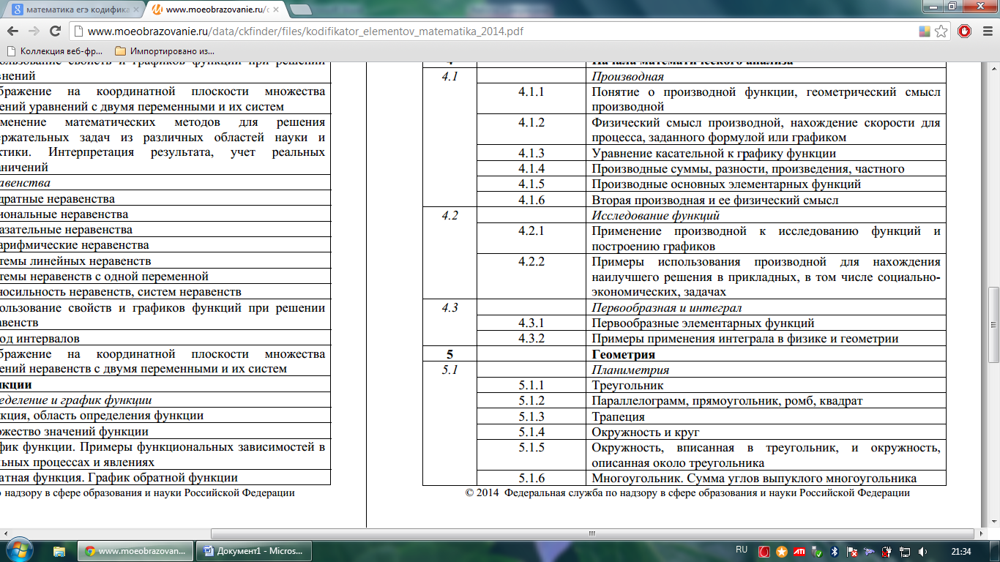 математика егэ кодифика
www.moeobrazovanie.ru/d
www.moeobrazovanie.ru/data/ckfinder/files/kodifikator_elementov_matematika_2014.pdf
Коллекция веб-фр...
Импортировано из...
внений
бражение на координатной плоскости множества
ений уравнений с двумя переменными и их систем
именение математических методов для решения
ержательных задач из различных областей науки и
ктики. Интерпретация результата, учет реальных
аничений
авенства
дратные неравенства
иональные неравенства
азательные неравенства
арифмические неравенства
темы линейных неравенств
темы неравенств с одной переменной
носильность неравенств, систем неравенств
ользование свойств и графиков функций при решении
авенств
од интервалов
бражение на координатной плоскости множества
ений неравенств с двумя переменными и их систем
нкции
еделение и график функции
кция, область определения функции
ожество значений функции
фик функции. Примеры функциональных зависимостей в
льных процессах и явлениях
атная функция. График обратной функции
о надзору в сфере образования и науки Российской Федерации
4 Начала математического анализа
4.1 Производная
4.1.1 Понятие о производной функции, геометрический смысл
производной
4.1.2 Физический смысл производной, нахождение скорости для
процесса, заданного формулой или графиком
4.1.3 Уравнение касательной к графику функции
4.1.4 Производные суммы, разности, произведения, частного
4.1.5 Производные основных элементарных функций
4.1.6 Вторая производная и ее физический смысл
4.2 Исследование функций
4.2.1 Применение производной к исследованию функций и
построению графиков
4.2.2 Примеры использования производной для нахождения
наилучшего решения в прикладных, в том числе социально-
экономических, задачах
4.3 Первообразная и интеграл
4.3.1 Первообразные элементарных функций
4.3.2 Примеры применения интеграла в физике и геометрии
5 Геометрия
5.1 Планиметрия
5.1.1 Треугольник
5.1.2 Параллелограмм, прямоугольник, ромб, квадрат
5.1.3 Трапеция
5.1.4 Окружность и круг
5.1.5 Окружность, вписанная в треугольник, и окружность,
описанная около треугольника
5.1.6 Многоугольник. Сумма углов выпуклого многоугольника
© 2014 Федеральная служба по надзору в сфере образования и науки Российской Федерации
www.moeobrazovan...
Документ1 - Micros...
RU
ATI
21:34